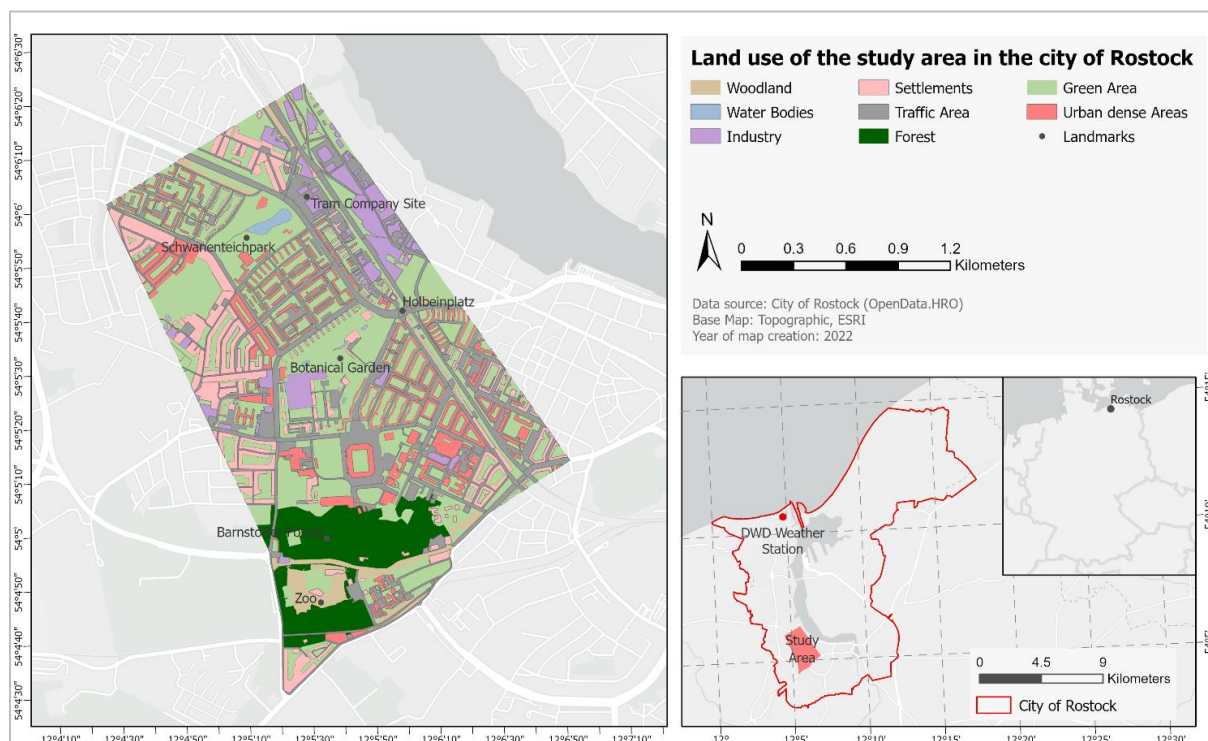 Land use of the study area in the city of Rostock
Woodland
Settlements
Green Area
Water Bodies
Traffic Area
Urban dense Areas
Industry
Forest
Landmarks
N
0 0.3 0.6 0.9 1.2
Kilometers
Data source: City of Rostock (OpenData.HRO)
Base Map: Topographic, ESRI
Year of map creation: 2022
54°6'30"
54°6'20"
54°6'10"
54°6'
54°5'50"
54°5'40"
54°5'30"
54°5'20"
54°5'10"
54°5'
54°4'50"
54°4'40"
54°4'30"
Tram Company Site
Schwanenteichpark
Holbeinplatz
Botanical Garden
Zoo
12°4'10" 12°4'30" 12°4'50" 12°5'10" 12°5'30" 12°5'50" 12°6'10" 12°6'30" 12°6'50" 12°7'10"
Rostock
DWD Weather
Station
Study
Area
0 4.5 9
Kilometers
City of Rostock
54°15'
54°10'
54°5'
12° 12°5' 12°10' 12°15' 12°20' 12°25' 12°30'